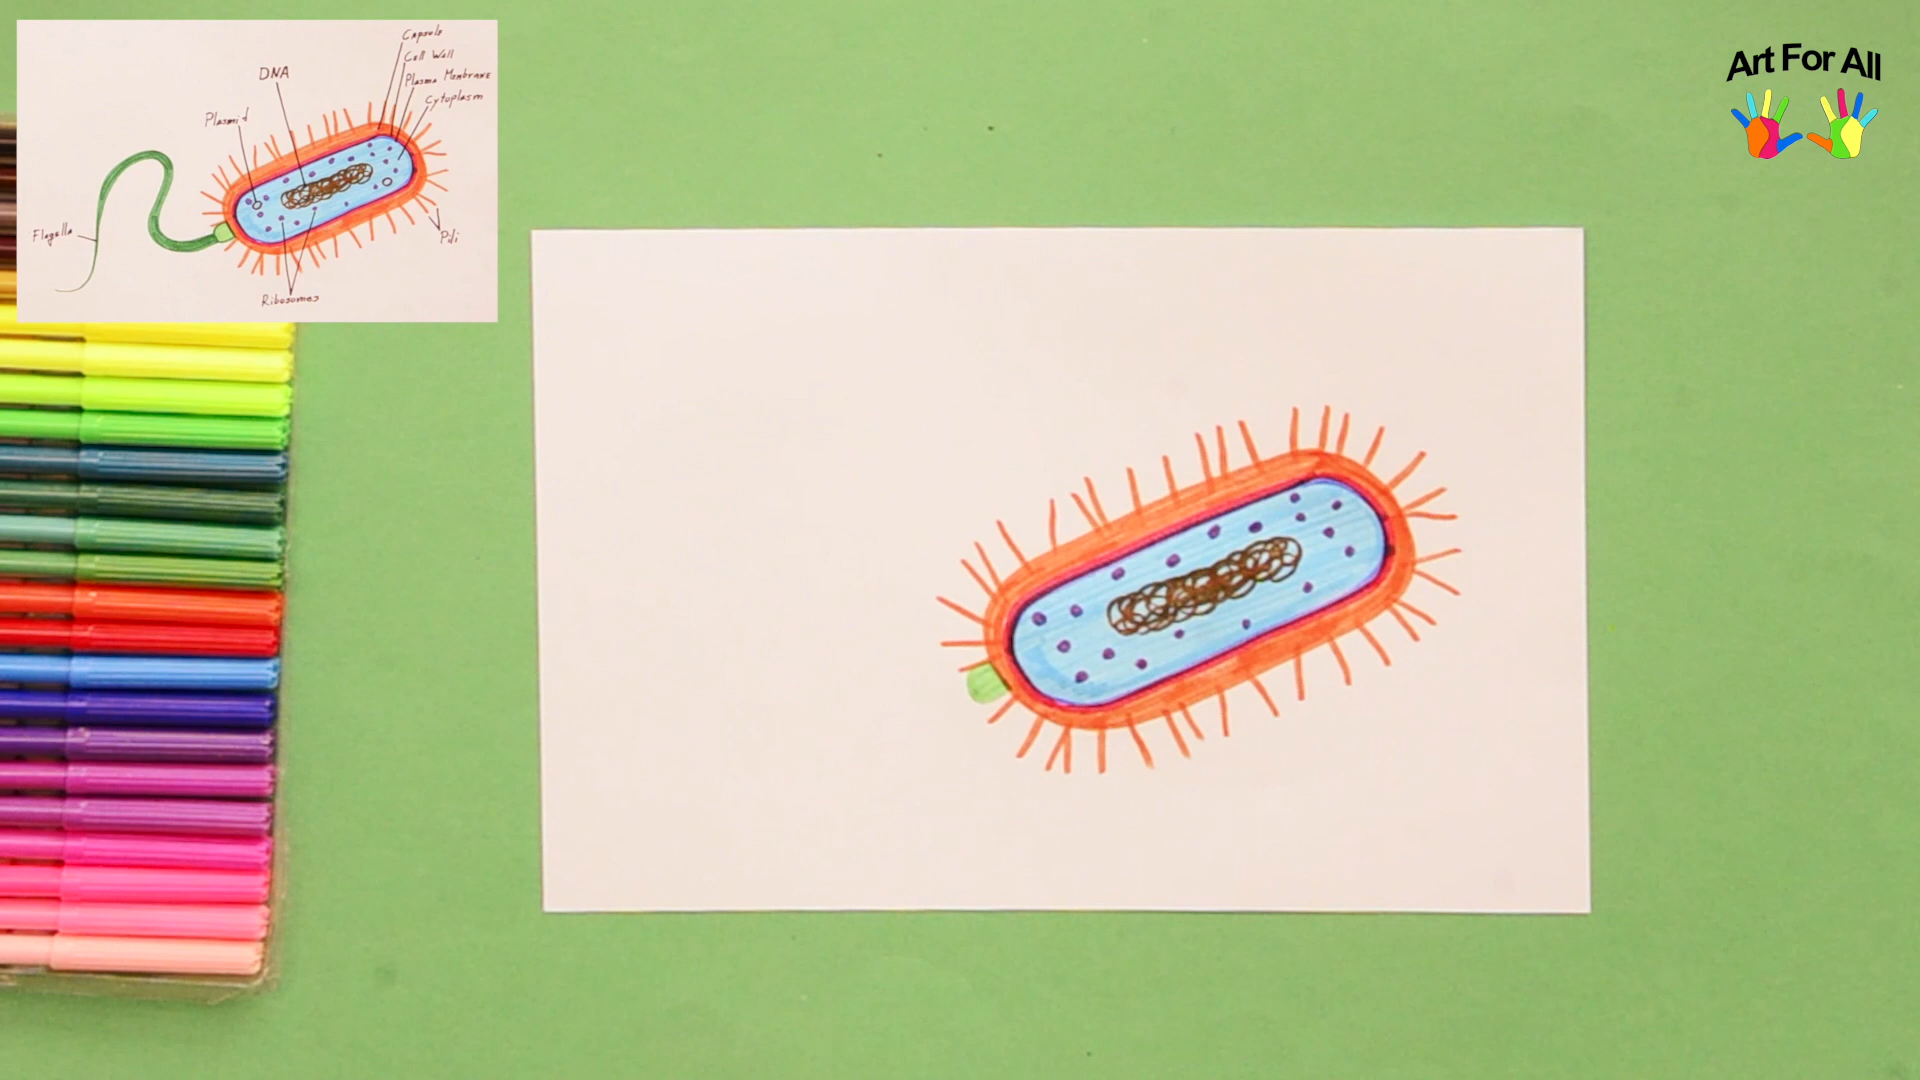 Capsule
Cell Wall
DNA
Plasma Membrane
Cytoplasm
Plasmid
Flagella
Pili
Ribosomes
Art For All